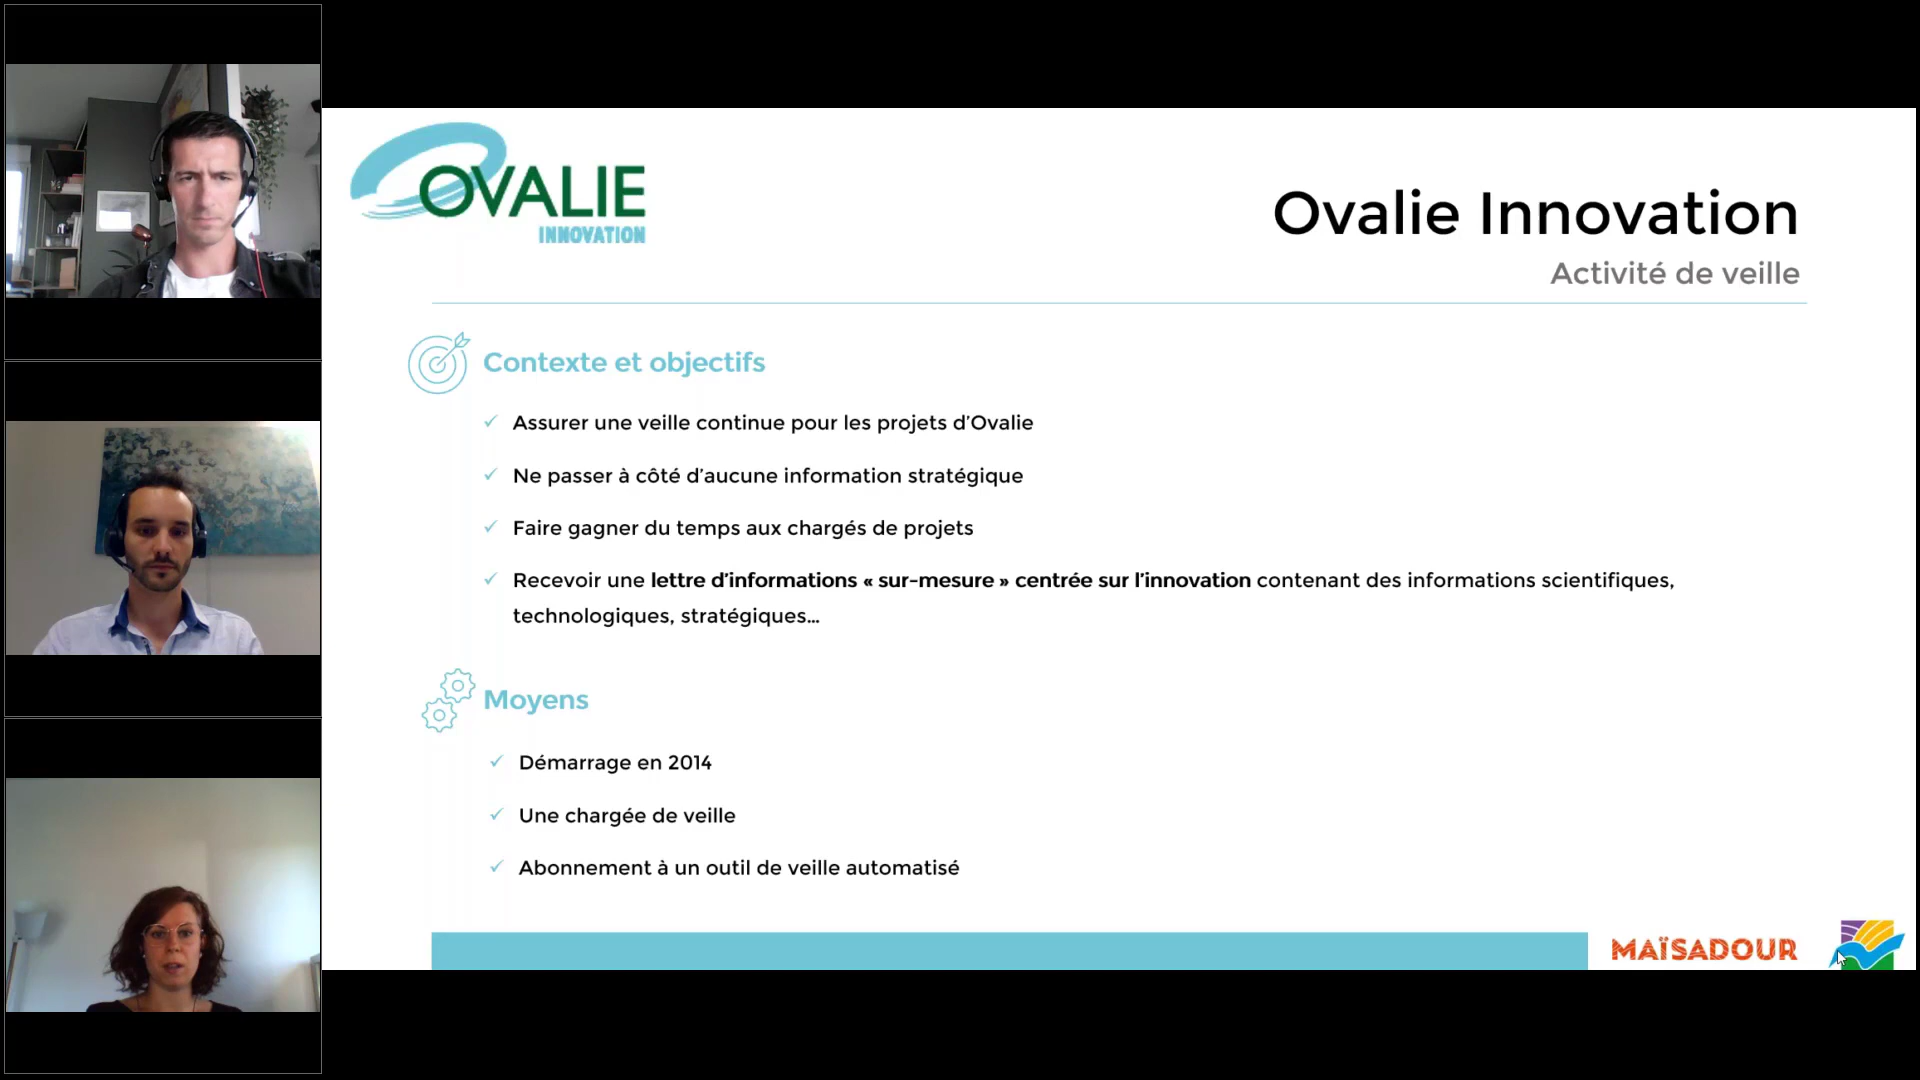 OVALIE
INNOVATION
Ovalie Innovation
Activité de veille
Contexte et objectifs
✓ Assurer une veille continue pour les projets d’Ovalie
✓ Ne passer à côté d’aucune information stratégique
✓ Faire gagner du temps aux chargés de projets
✓ Recevoir une lettre d’informations « sur-mesure » centrée sur l’innovation contenant des informations scientifiques,
technologiques, stratégiques…
Moyens
✓ Démarrage en 2014
✓ Une chargée de veille
✓ Abonnement à un outil de veille automatisé
MAÏSADOUR